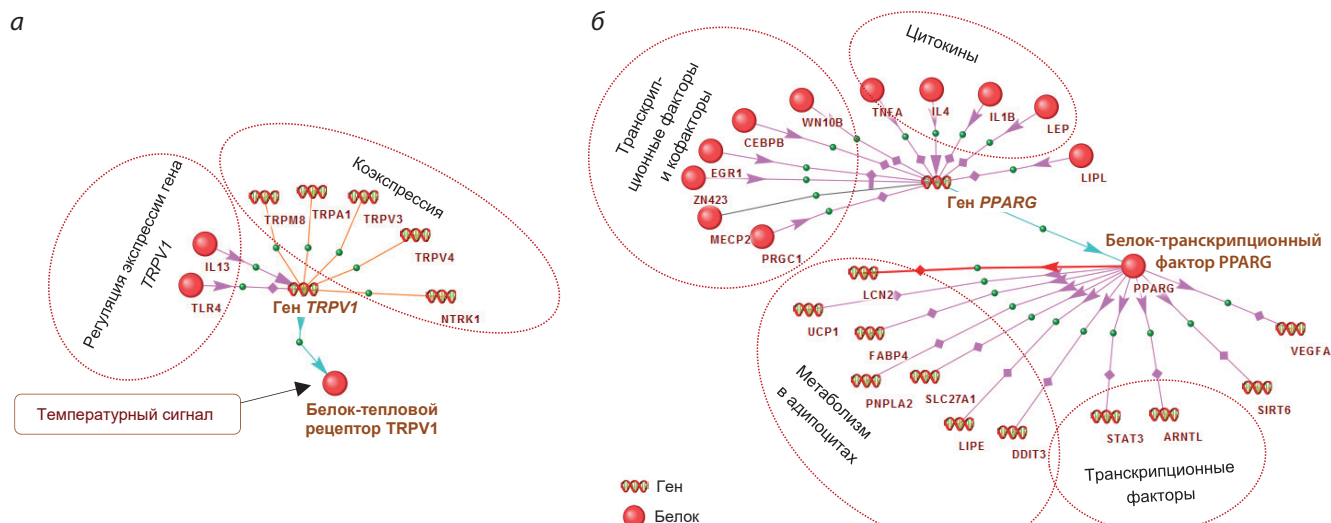 а
Регуляция экспрессии гена
TRPV1
Коэкспрессия
TRPM8
TRPA1
TRPV3
TRPV4
NTRK1
IL13
TLR4
Ген TRPV1
Температурный сигнал
Белок-тепловой
рецептор TRPV1
б
Транскрип-
ционные факторы
и кофакторы
Цитокины
WN10B
CEBPB
EGR1
ZN423
MECP2
PRGC1
TNFA
IL4
IL1B
LEP
LIPL
Ген PPARG
Белок-транскрипционный
фактор PPARG
PPARG
LCN2
UCP1
FABP4
PNPLA2
SLC27A1
LIPE
DDIT3
Метаболизм
в адипоцитах
STAT3
ARNTL
SIRT6
VEGFA
Транскрипционные
факторы
Ген
Белок